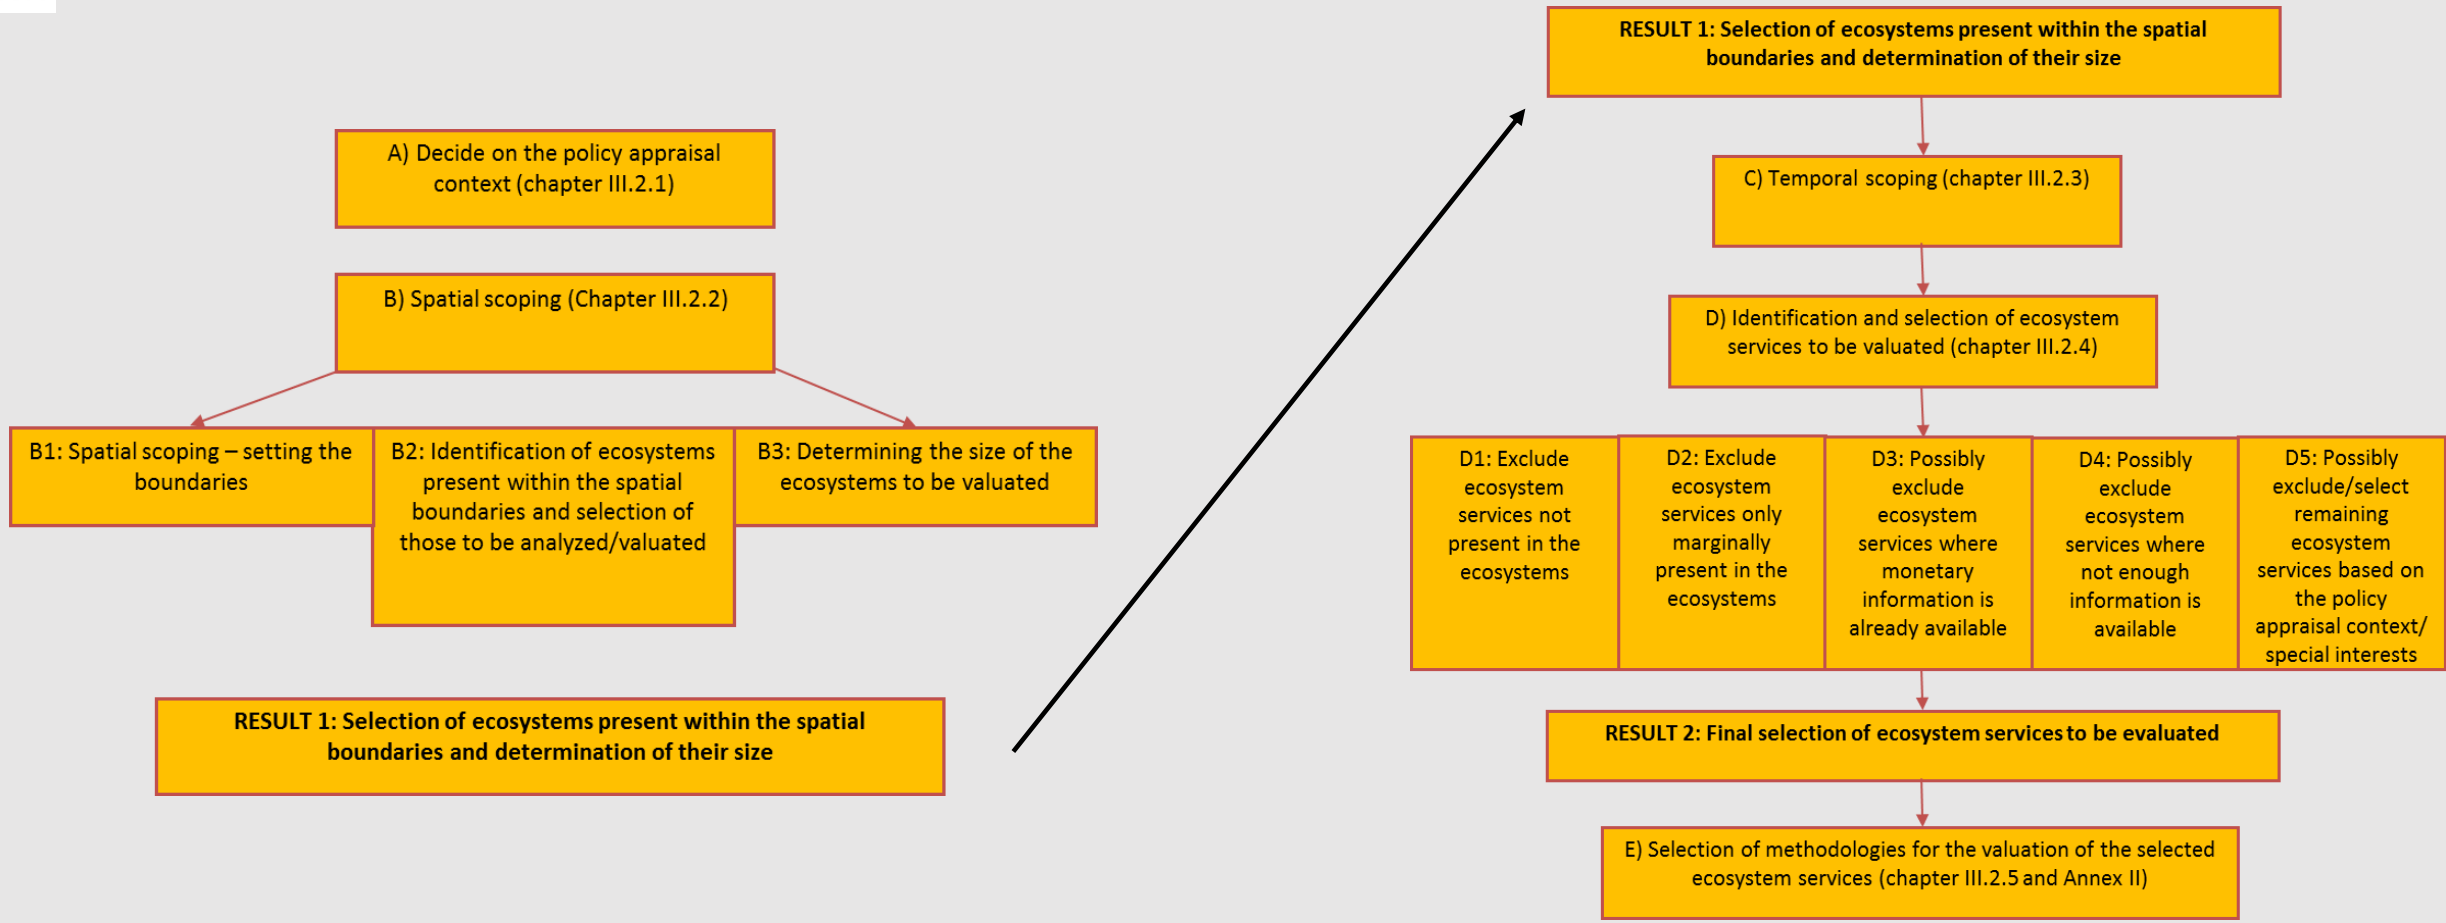 A) Decide on the policy appraisal
context (chapter III.2.1)
B) Spatial scoping (Chapter III.2.2)
B1: Spatial scoping – setting the
boundaries
B2: Identification of ecosystems
present within the spatial
boundaries and selection of
those to be analyzed/valuated
B3: Determining the size of the
ecosystems to be valuated
RESULT 1: Selection of ecosystems present within the spatial
boundaries and determination of their size
RESULT 1: Selection of ecosystems present within the spatial
boundaries and determination of their size
C) Temporal scoping (chapter III.2.3)
D) Identification and selection of ecosystem
services to be valuated (chapter III.2.4)
D1: Exclude
ecosystem
services not
present in the
ecosystems
D2: Exclude
ecosystem
services only
marginally
present in the
ecosystems
D3: Possibly
exclude
ecosystem
services where
monetary
information is
already available
D4: Possibly
exclude
ecosystem
services where
not enough
information is
available
D5: Possibly
exclude/select
remaining
ecosystem
services based on
the policy
appraisal context/
special interests
RESULT 2: Final selection of ecosystem services to be evaluated
E) Selection of methodologies for the valuation of the selected
ecosystem services (chapter III.2.5 and Annex II)